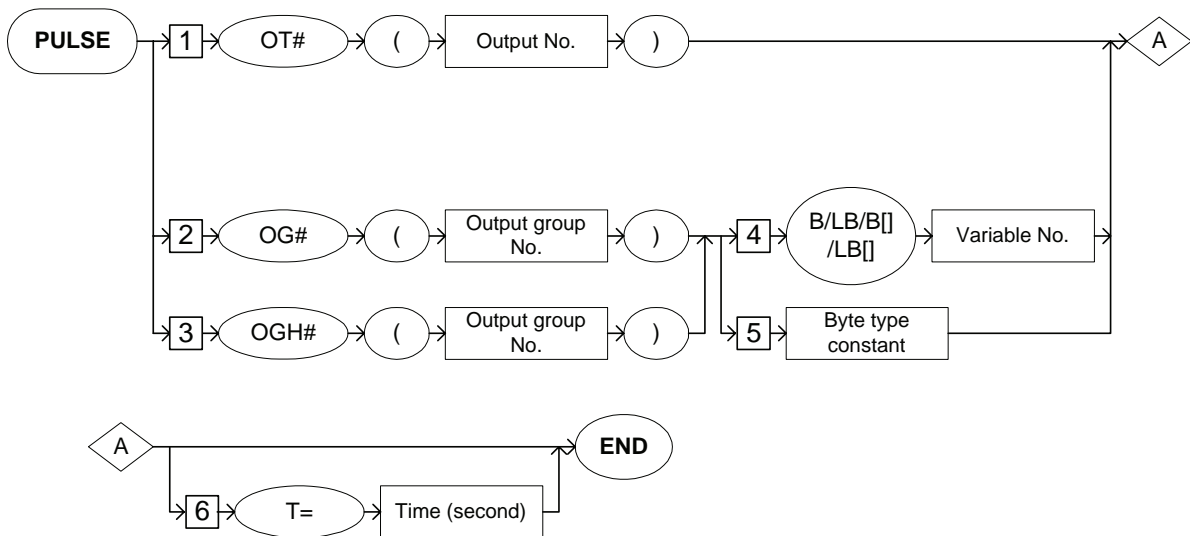 PULSE
1 OT# ( Output No. ) A
2 OG# ( Output group
No. ) 4 B/LB/B[]
/LB[] Variable No.
3 OGH# ( Output group
No. ) 5 Byte type
constant
A END
6 T= Time (second)